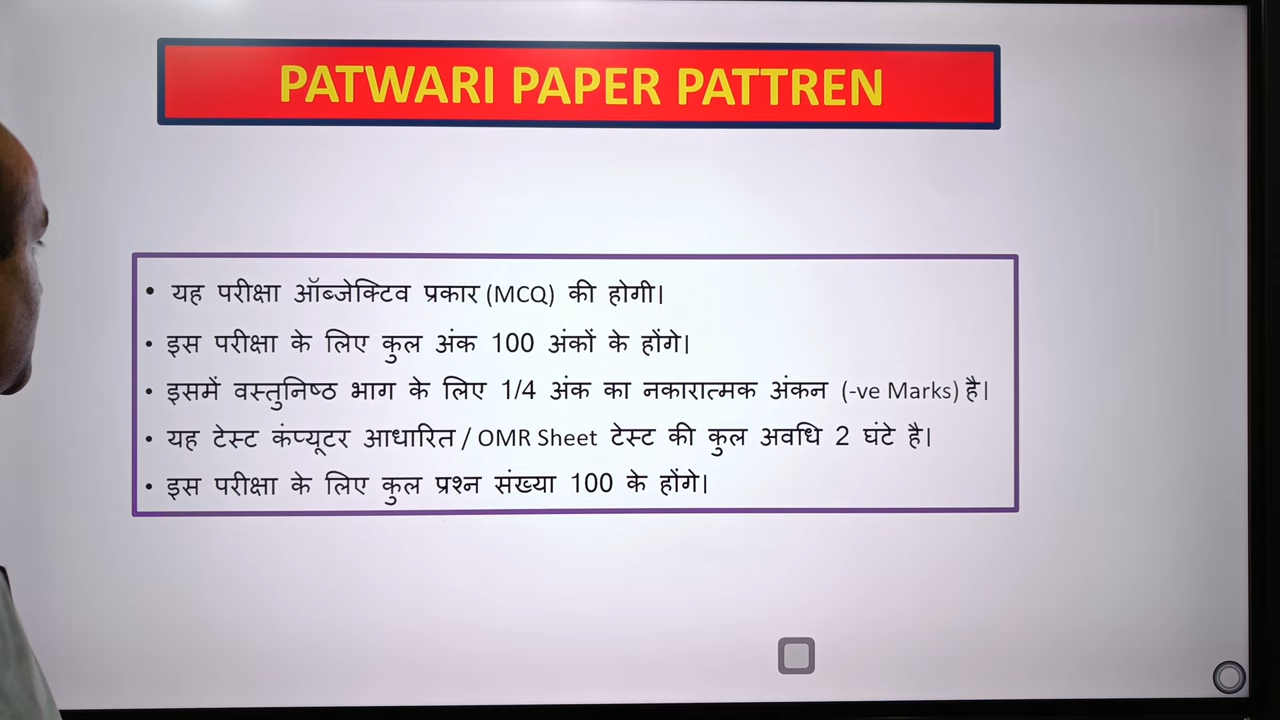 PATWARI PAPER PATTREN
• यह परीक्षा ऑब्जेक्टिव प्रकार (MCQ) की होगी।
• इस परीक्षा के लिए कुल अंक 100 अंकों के होंगे।
• इसमें वस्तुनिष्ठ भाग के लिए 1/4 अंक का नकारात्मक अंकन (-ve Marks) है।
• यह टेस्ट कंप्यूटर आधारित / OMR Sheet टेस्ट की कुल अवधि 2 घंटे है।
• इस परीक्षा के लिए कुल प्रश्न संख्या 100 के होंगे।